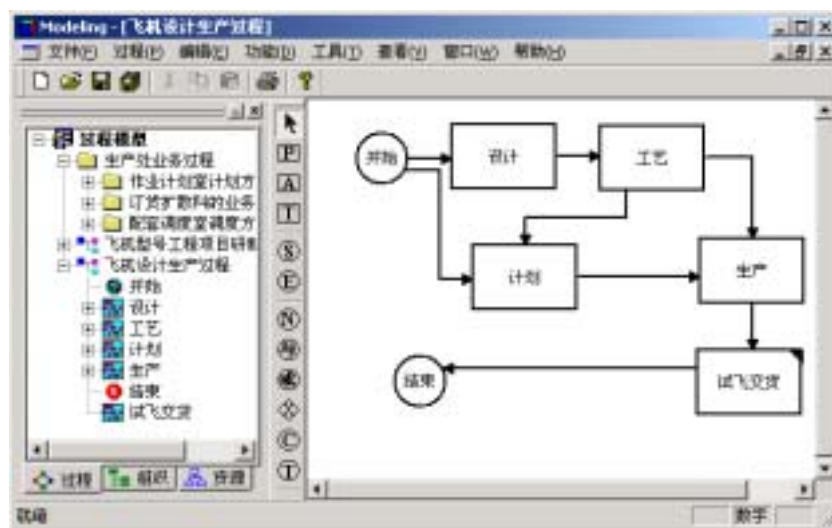 Modeling - [飞机设计生产过程]
文件(F) 过程(P) 编辑(E) 功能(D) 工具(T) 查看(V) 窗口(W) 帮助(H)
过程模型
生产处业务过程
作业计划室计划方
订货扩散科的业务
配套调度室调度方
飞机型号工程项目研制
飞机设计生产过程
开始
设计
工艺
计划
生产
结束
试飞交货
过程 组织 资源
P
A
T
S
E
N
C
T
开始
设计
工艺
计划
生产
结束
试飞交货
就绪
数字